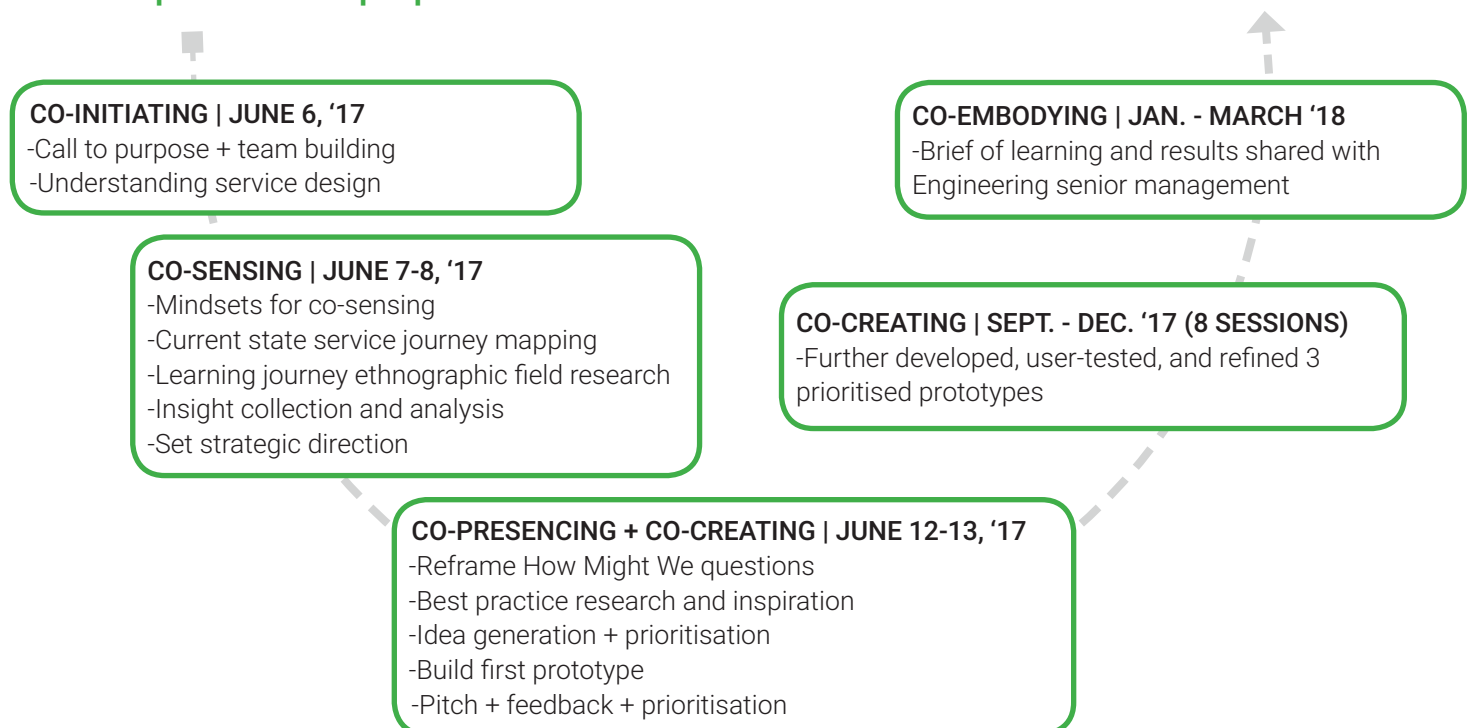 CO-INITIATING | JUNE 6, ‘17
-Call to purpose + team building
-Understanding service design
CO-SENSING | JUNE 7-8, ‘17
-Mindsets for co-sensing
-Current state service journey mapping
-Learning journey ethnographic field research
-Insight collection and analysis
-Set strategic direction
CO-PRESENCING + CO-CREATING | JUNE 12-13, ‘17
-Reframe How Might We questions
-Best practice research and inspiration
-Idea generation + prioritisation
-Build first prototype
-Pitch + feedback + prioritisation
CO-CREATING | SEPT. - DEC. ‘17 (8 SESSIONS)
-Further developed, user-tested, and refined 3
prioritised prototypes
CO-EMBODYING | JAN. - MARCH ‘18
-Brief of learning and results shared with
Engineering senior management